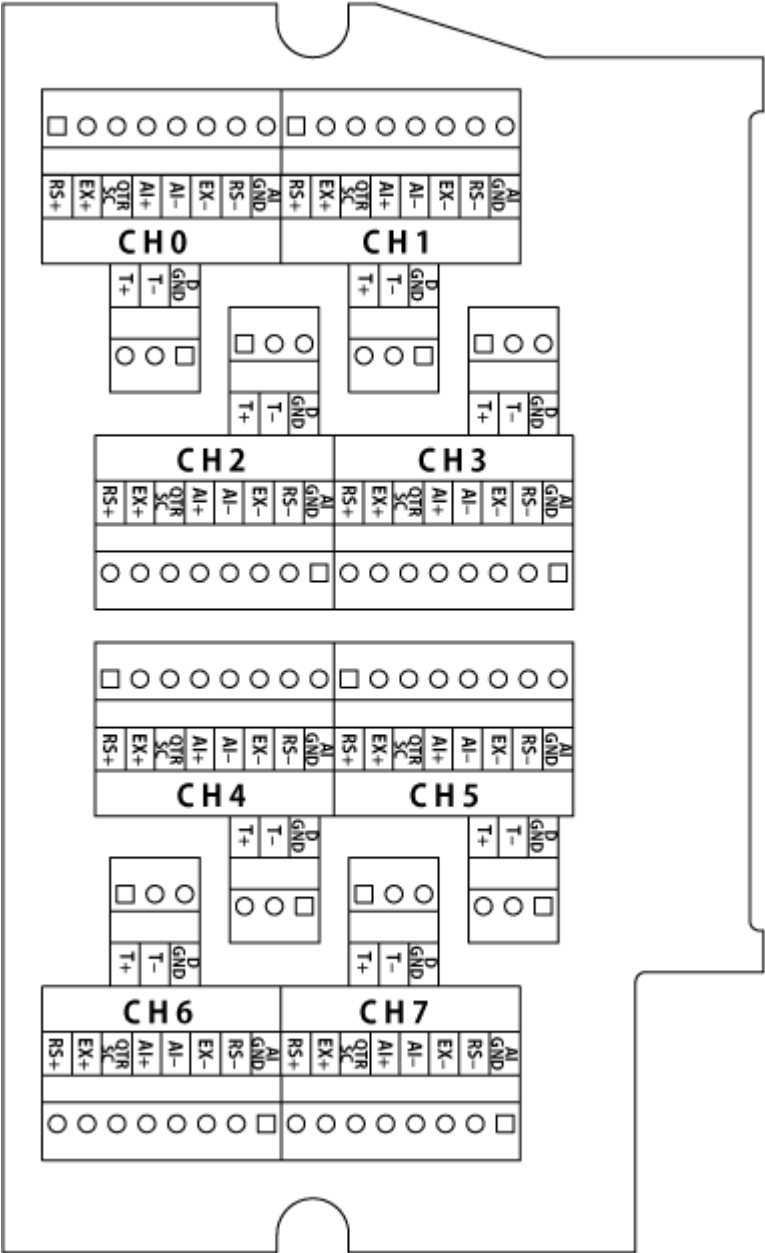 RS+ EX+ QTR SC AI+ AI– EX– RS– AI GND RS+ EX+ QTR SC AI+ AI– EX– RS– AI GND
CH0 CH1
T+ T– D GND T+ T– D GND
T+ T– D GND T+ T– D GND
CH2 CH3
RS+ EX+ QTR SC AI+ AI– EX– RS– AI GND RS+ EX+ QTR SC AI+ AI– EX– RS– AI GND
RS+ EX+ QTR SC AI+ AI– EX– RS– AI GND RS+ EX+ QTR SC AI+ AI– EX– RS– AI GND
CH4 CH5
T+ T– D GND T+ T– D GND
T+ T– D GND T+ T– D GND
CH6 CH7
RS+ EX+ QTR SC AI+ AI– EX– RS– AI GND RS+ EX+ QTR SC AI+ AI– EX– RS– AI GND